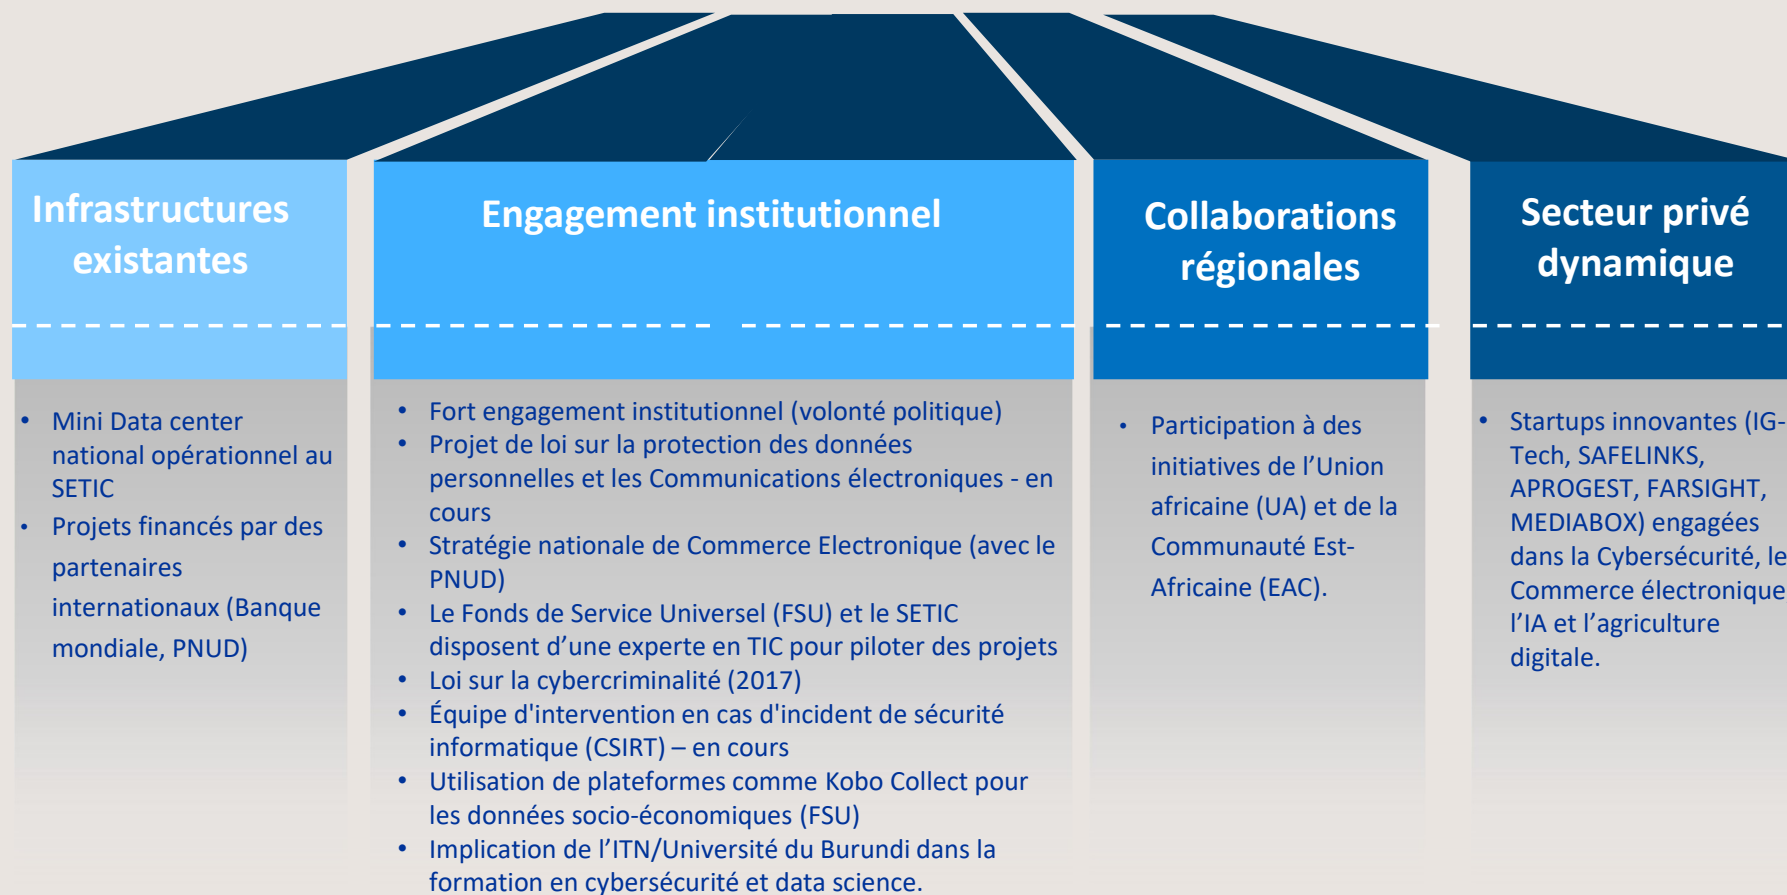 Infrastructures
existantes
• Mini Data center
national opérationnel au
SETIC
• Projets financés par des
partenaires
internationaux (Banque
mondiale, PNUD)
Engagement institutionnel
• Fort engagement institutionnel (volonté politique)
• Projet de loi sur la protection des données
personnelles et les Communications électroniques - en
cours
• Stratégie nationale de Commerce Electronique (avec le
PNUD)
• Le Fonds de Service Universel (FSU) et le SETIC
disposent d’une experte en TIC pour piloter des projets
• Loi sur la cybercriminalité (2017)
• Équipe d'intervention en cas d'incident de sécurité
informatique (CSIRT) – en cours
• Utilisation de plateformes comme Kobo Collect pour
les données socio-économiques (FSU)
• Implication de l’ITN/Université du Burundi dans la
formation en cybersécurité et data science.
Collaborations
régionales
• Participation à des
initiatives de l’Union
africaine (UA) et de la
Communauté Est-
Africaine (EAC).
Secteur privé
dynamique
• Startups innovantes (IG-
Tech, SAFELINKS,
APROGEST, FARSIGHT,
MEDIABOX) engagées
dans la Cybersécurité, le
Commerce électronique
l’IA et l’agriculture
digitale.